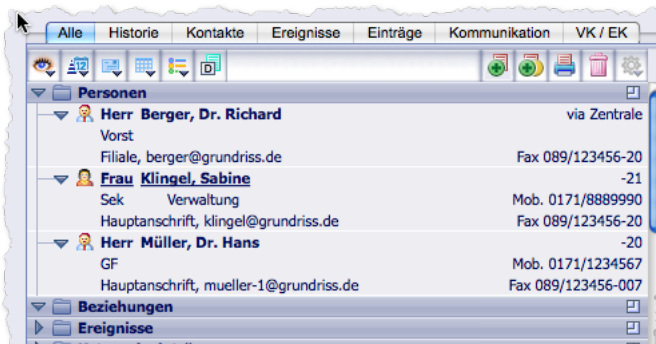 Alle Historie Kontakte Ereignisse Einträge Kommunikation VK / EK
12 D
Personen
Herr Berger, Dr. Richard via Zentrale
Vorst
Filiale, berger@grundriss.de Fax 089/123456-20
Frau Klingel, Sabine -21
Sek Verwaltung Mob. 0171/8889990
Hauptanschrift, klingel@grundriss.de Fax 089/123456-20
Herr Müller, Dr. Hans -20
GF Mob. 0171/1234567
Hauptanschrift, mueller-1@grundriss.de Fax 089/123456-007
Beziehungen
Ereignisse